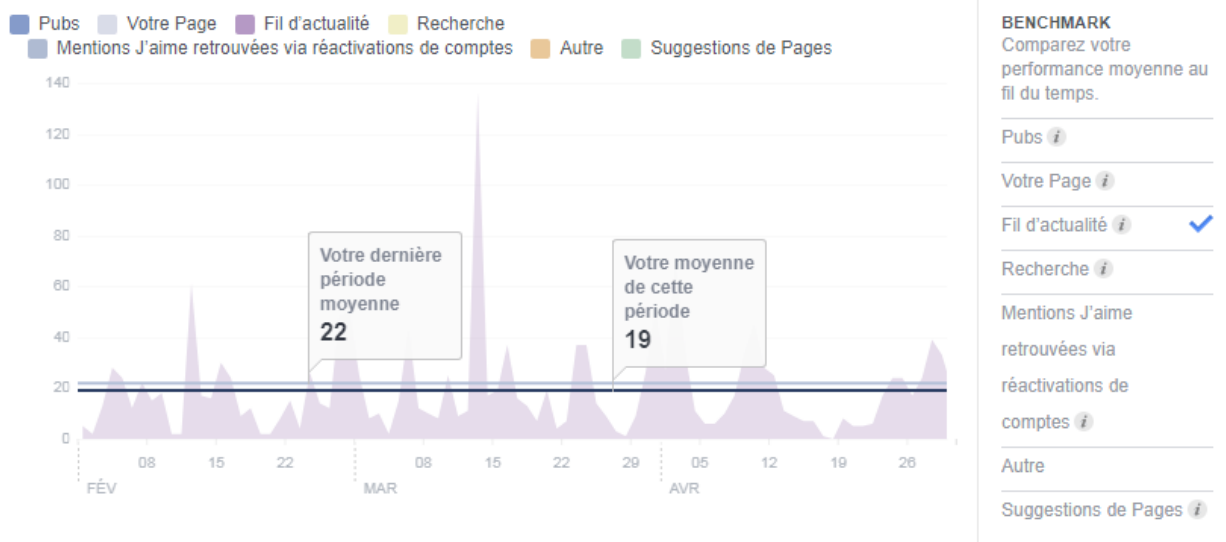 Pubs Votre Page Fil d'actualité Recherche
Mentions J'aime retrouvées via réactivations de comptes Autre Suggestions de Pages
140
120
100
80
60
40
20
0
Votre dernière
période
moyenne
22
Votre moyenne
de cette
période
19
08 15 22 08 15 22 29 05 12 19 26
FÉV MAR AVR
BENCHMARK
Comparez votre
performance moyenne au
fil du temps.
Pubs i
Votre Page i
Fil d'actualité i
Recherche i
Mentions J'aime
retrouvées via
réactivations de
comptes i
Autre
Suggestions de Pages i